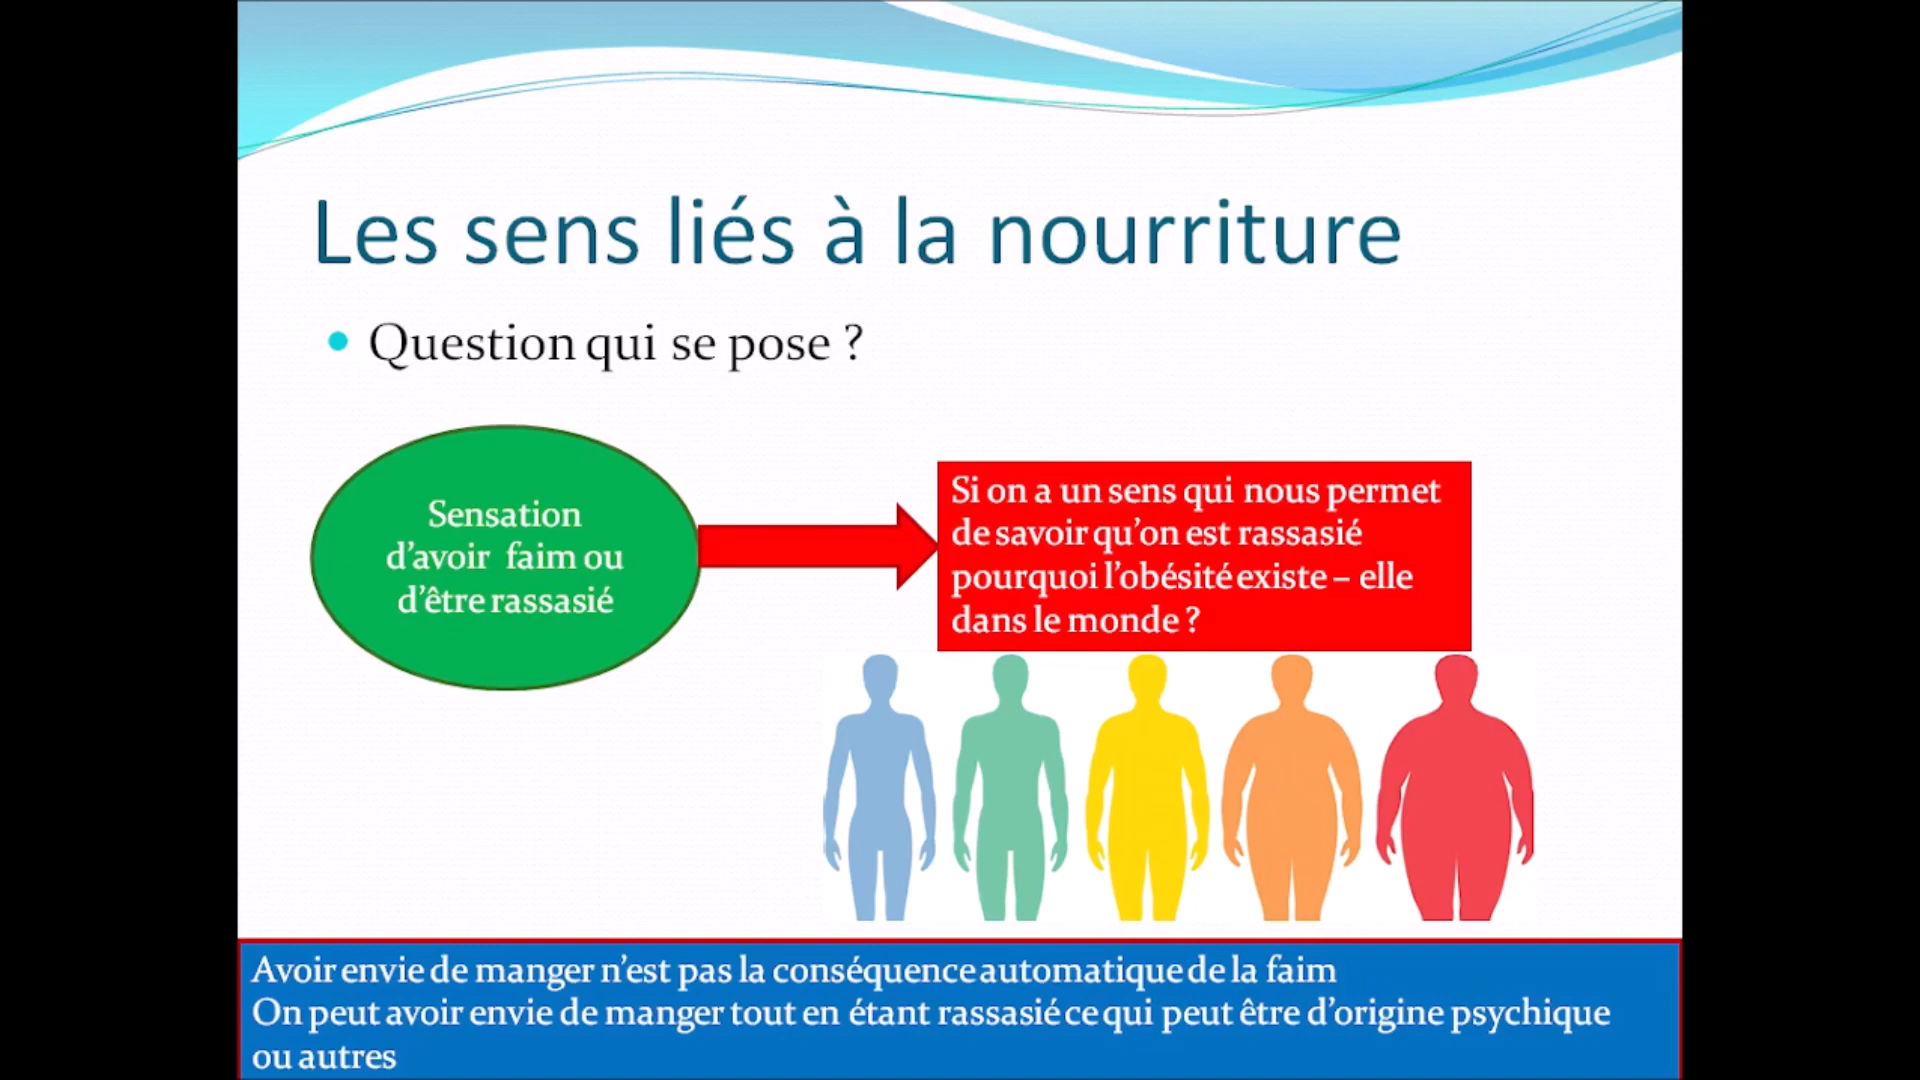 Les sens liés à la nourriture
Question qui se pose ?
Sensation
d'avoir faim ou
d'être rassasié
Si on a un sens qui nous permet
de savoir qu'on est rassasié
pourquoi l'obésité existe – elle
dans le monde ?
Avoir envie de manger n'est pas la conséquence automatique de la faim
On peut avoir envie de manger tout en étant rassasié ce qui peut être d'origine psychique
ou autres